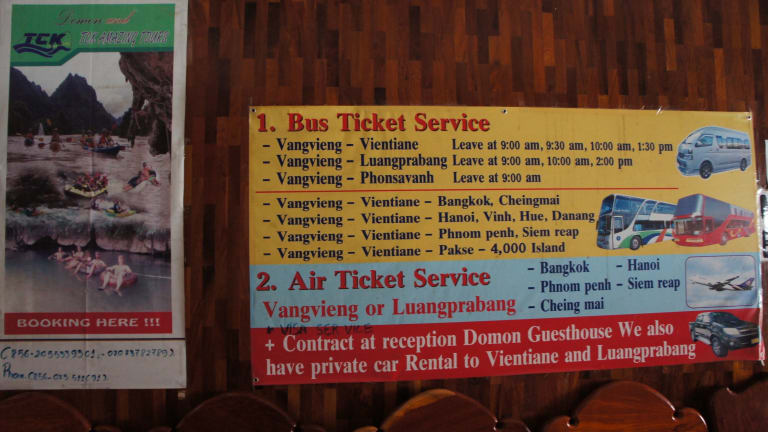 Domon and
TCK
TCK AMAZING TOURS
BOOKING HERE !!!
1. Bus Ticket Service
- Vangvieng - Vientiane Leave at 9:00 am, 9:30 am, 10:00 am, 1:30 pm
- Vangvieng - Luangprabang Leave at 9:00 am, 10:00 am, 2:00 pm
- Vangvieng - Phonsavanh Leave at 9:00 am
- Vangvieng - Vientiane - Bangkok, Cheingmai
- Vangvieng - Vientiane - Hanoi, Vinh, Hue, Danang
- Vangvieng - Vientiane - Phnom penh, Siem reap
- Vangvieng - Vientiane - Pakse - 4,000 Island
2. Air Ticket Service
Vangvieng or Luangprabang
- Bangkok - Hanoi
- Phnom penh - Siem reap
- Cheing mai
+ VISA SERVICE
+ Contract at reception Domon Guesthouse We also
have private car Rental to Vientiane and Luangprabang